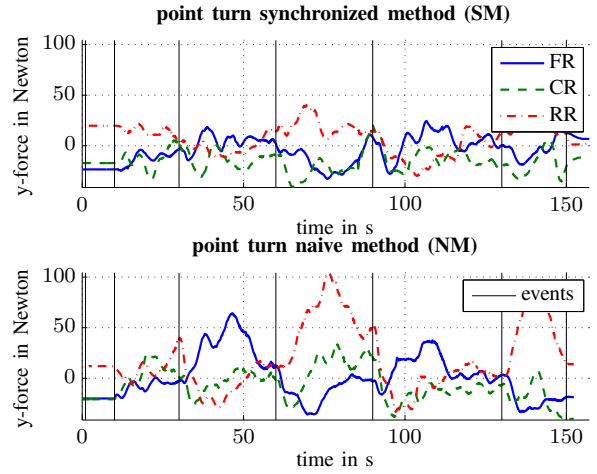 point turn synchronized method (SM)
y-force in Newton
100
50
0
FR
CR
RR
0 50 100 150
time in s
point turn naive method (NM)
y-force in Newton
100
50
0
events
0 50 100 150
time in s